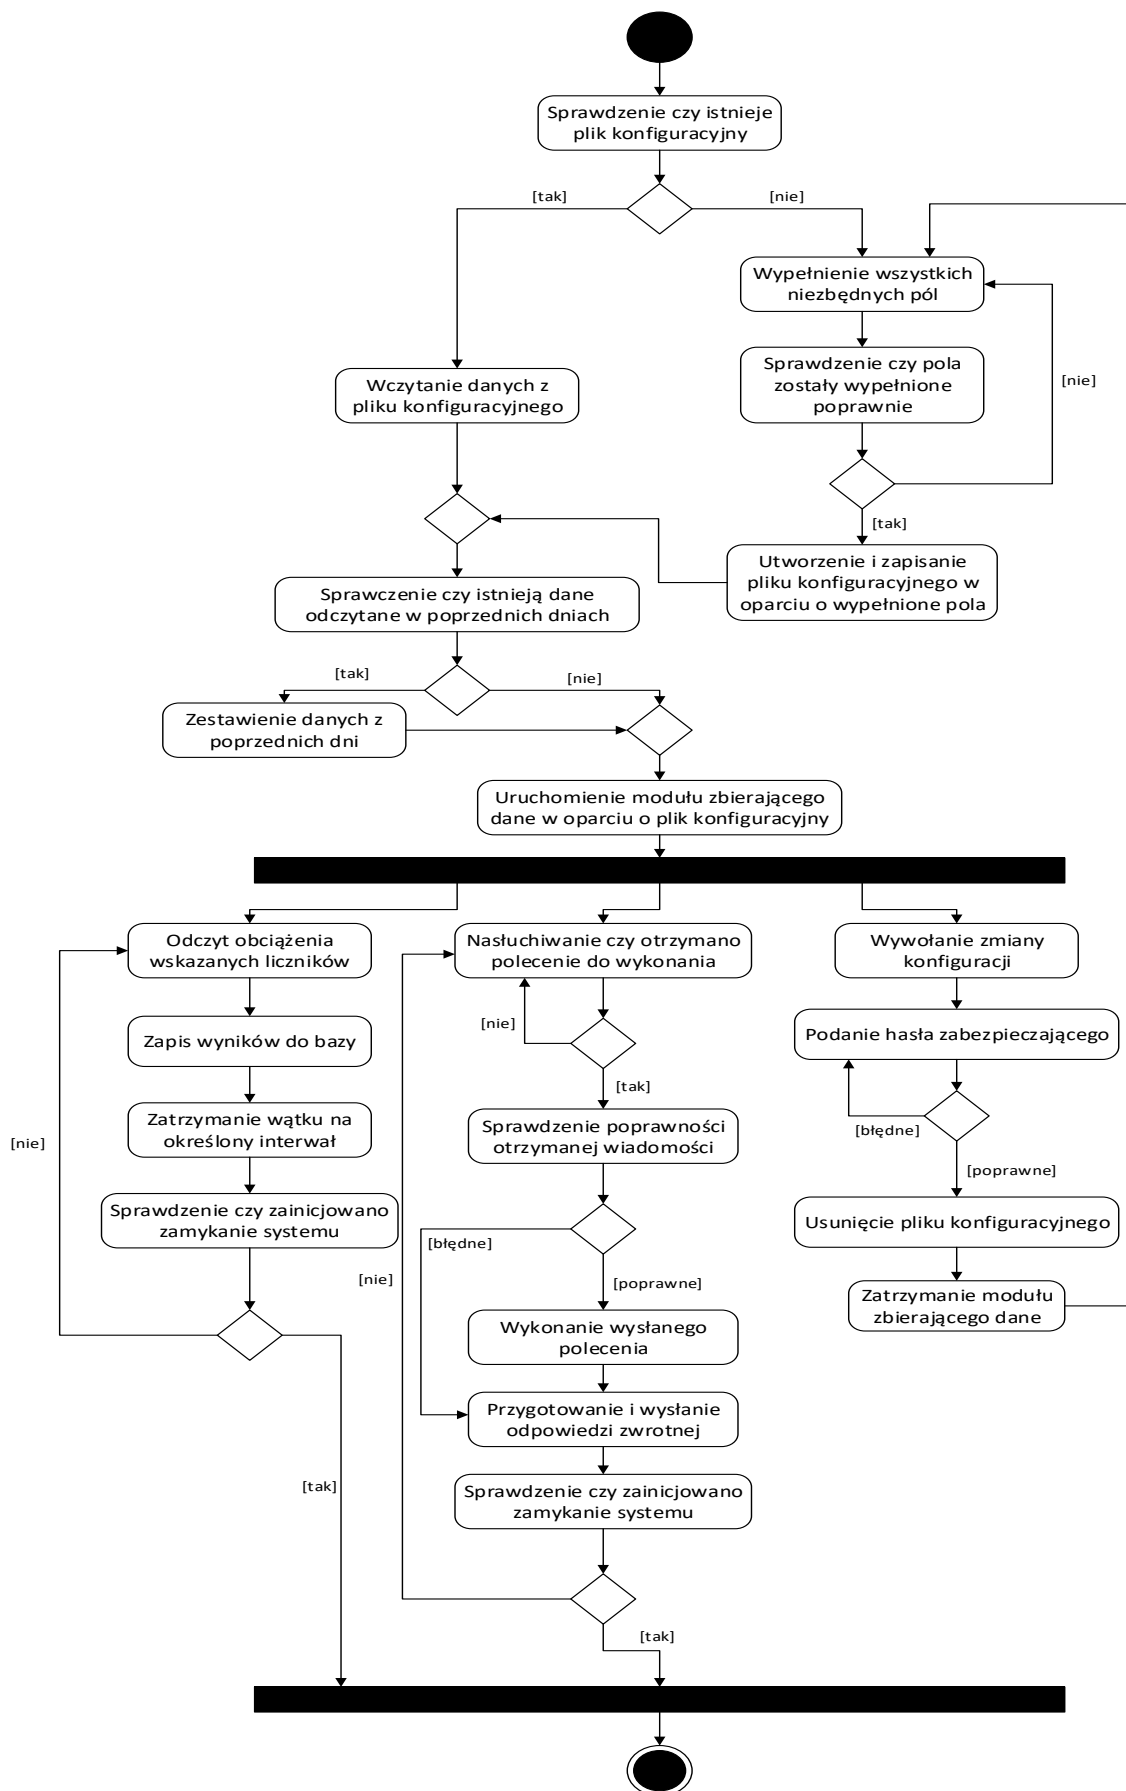 Sprawdzenie czy istnieje
plik konfiguracyjny
[tak]
[nie]
Wypełnienie wszystkich
niezbędnych pól
Sprawdzenie czy pola
zostały wypełnione
poprawnie
[nie]
Wczytanie danych z
pliku konfiguracyjnego
[tak]
Utworzenie i zapisanie
pliku konfiguracyjnego w
oparciu o wypełnione pola
Sprawczenie czy istnieją dane
odczytane w poprzednich dniach
[tak]
[nie]
Zestawienie danych z
poprzednich dni
Uruchomienie modułu zbierającego
dane w oparciu o plik konfiguracyjny
Odczyt obciążenia
wskazanych liczników
Zapis wyników do bazy
Zatrzymanie wątku na
określony interwał
[nie]
Sprawdzenie czy zainicjowano
zamykanie systemu
[tak]
Nasłuchiwanie czy otrzymano
polecenie do wykonania
[nie]
[tak]
Sprawdzenie poprawności
otrzymanej wiadomości
[błędne]
[nie]
[poprawne]
Wykonanie wysłanego
polecenia
Przygotowanie i wysłanie
odpowiedzi zwrotnej
Sprawdzenie czy zainicjowano
zamykanie systemu
[tak]
Wywołanie zmiany
konfiguracji
Podanie hasła zabezpieczającego
[błędne]
[poprawne]
Usunięcie pliku konfiguracyjnego
Zatrzymanie modułu
zbierającego dane